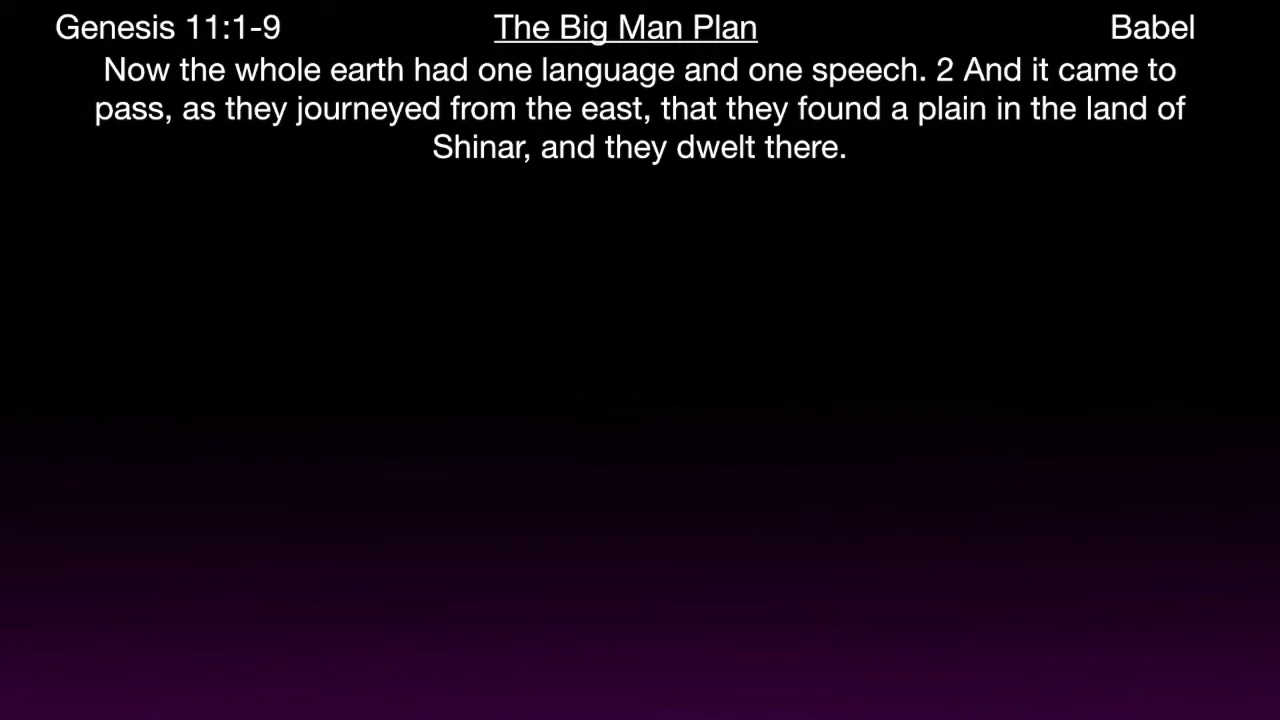 Genesis 11:1-9 The Big Man Plan Babel
Now the whole earth had one language and one speech. 2 And it came to
pass, as they journeyed from the east, that they found a plain in the land of
Shinar, and they dwelt there.